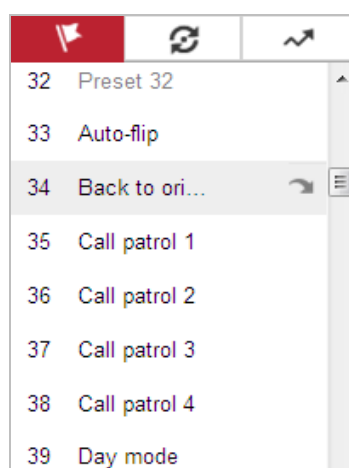 32 Preset 32
33 Auto-flip
34 Back to ori...
35 Call patrol 1
36 Call patrol 2
37 Call patrol 3
38 Call patrol 4
39 Day mode